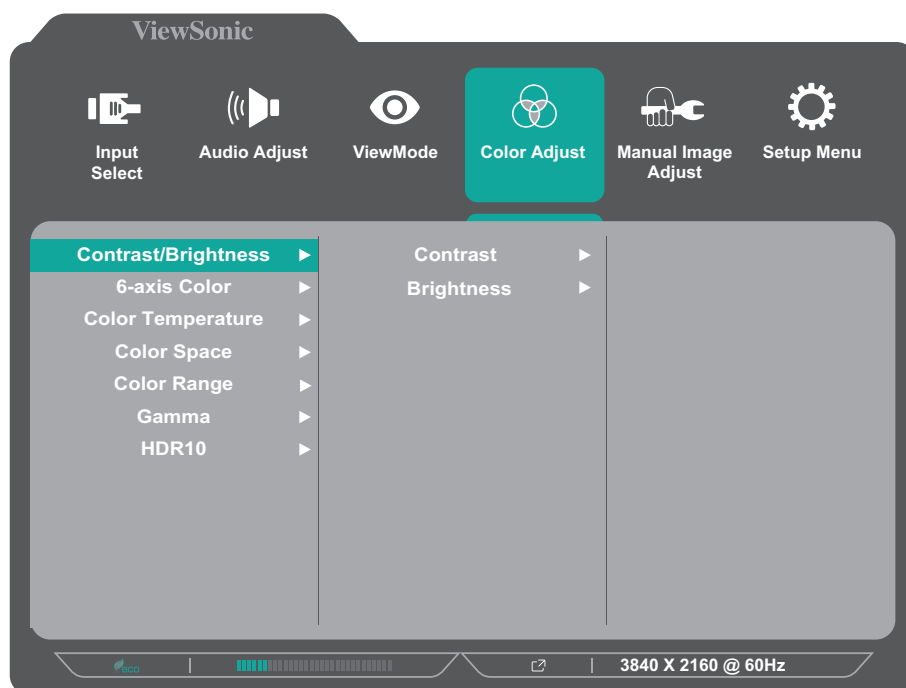 ViewSonic
Input
Select
Audio Adjust
ViewMode
Color Adjust
Manual Image
Adjust
Setup Menu
Contrast/Brightness
6-axis Color
Color Temperature
Color Space
Color Range
Gamma
HDR10
Contrast
Brightness
eco
3840 X 2160 @ 60Hz